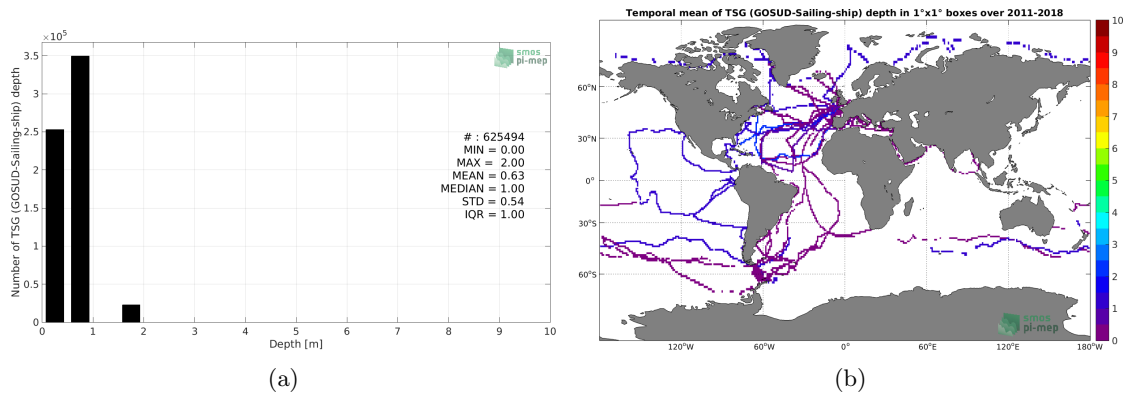 ×10⁵
3.5
3
2.5
2
1.5
1
0.5
0
Number of TSG (GOSUD-Sailing-ship) depth
smos
pi-mep
# : 625494
MIN = 0.00
MAX = 2.00
MEAN = 0.63
MEDIAN = 1.00
STD = 0.54
IQR = 1.00
0 1 2 3 4 5 6 7 8 9 10
Depth [m]
(a)
Temporal mean of TSG (GOSUD-Sailing-ship) depth in 1°x1° boxes over 2011-2018
60°N
30°N
0°
30°S
60°S
120°W 60°W 0° 60°E 120°E 180°W
smos
pi-mep
10
9
8
7
6
5
4
3
2
1
0
(b)